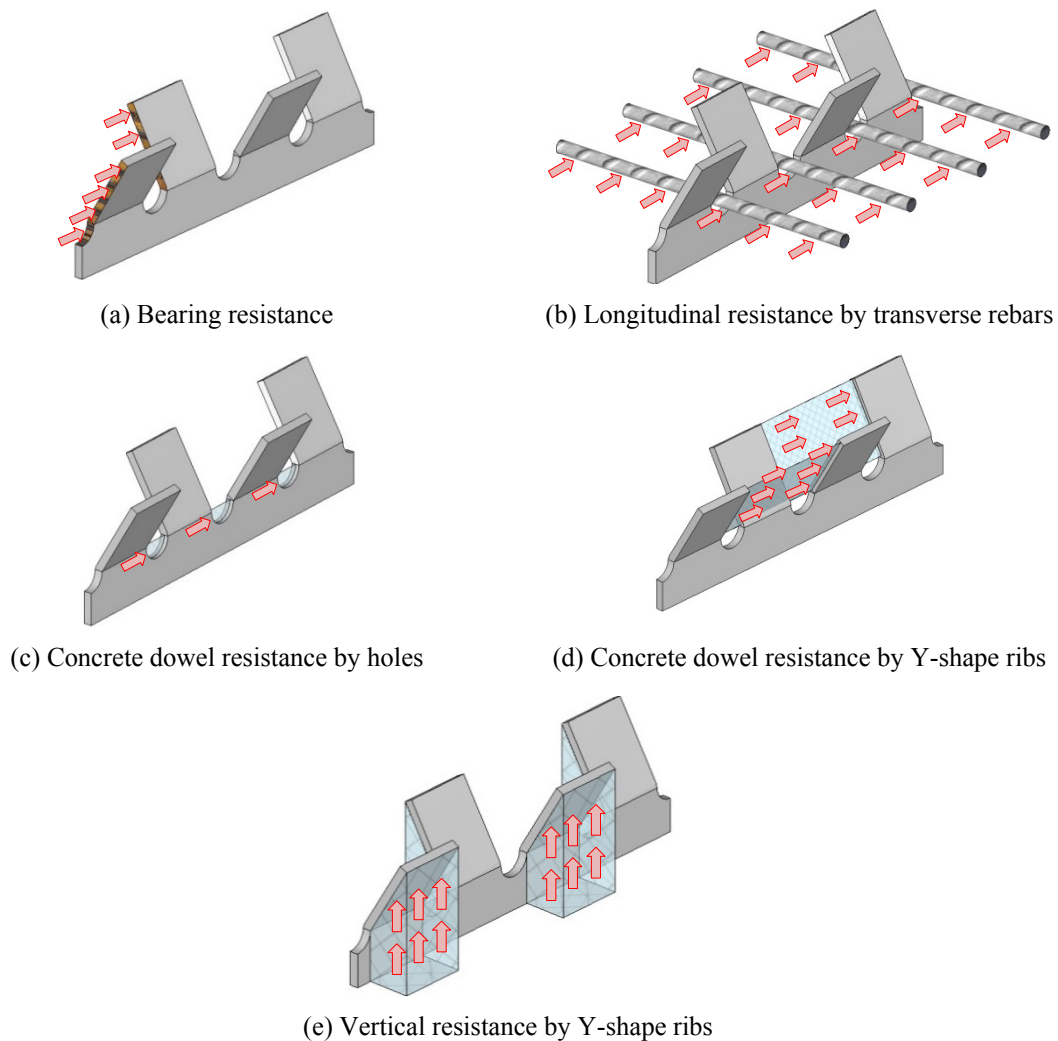 (a) Bearing resistance
(b) Longitudinal resistance by transverse rebars
(c) Concrete dowel resistance by holes
(d) Concrete dowel resistance by Y-shape ribs
(e) Vertical resistance by Y-shape ribs